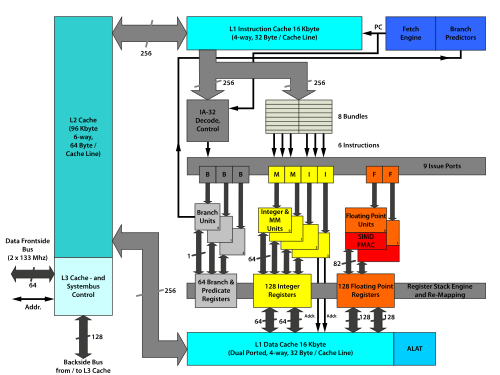 L1 Instruction Cache 16 Kbyte
(4-way, 32 Byte / Cache Line)
PC
Fetch
Engine
Branch
Predictors
256
256
256
L2 Cache
(96 Kbyte
6-way,
64 Byte /
Cache Line)
IA-32
Decode,
Control
8 Bundles
6 Instructions
9 Issue Ports
B
B
B
M
M
I
I
F
F
Branch
Units
Integer &
MM
Units
Floating Point
Units
SIMD
FMAC
Data Frontside
Bus
(2 x 133 Mhz)
64
Addr.
L3 Cache - and
Systembus
Control
1
64
82
256
64 Branch &
Predicate
Registers
128 Integer
Registers
128 Floating Point
Registers
Register Stack Engine
and Re-Mapping
64
64
Addr.
Addr.
128
128
128
L1 Data Cache 16 Kbyte
(Dual Ported, 4-way, 32 Byte / Cache Line)
ALAT
Backside Bus
from / to L3 Cache